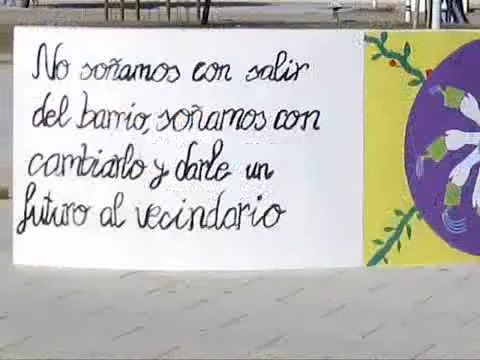 No soñamos con salir
del barrio, soñamos con
cambiarlo y darle un
futuro al vecindario